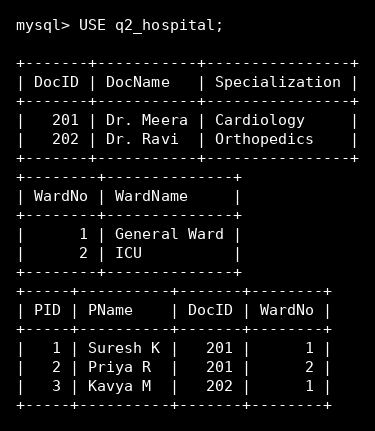 mysql> USE q2_hospital;

+-------+-----------+----------------+
| DocID | DocName   | Specialization |
+-------+-----------+----------------+
|   201 | Dr. Meera | Cardiology     |
|   202 | Dr. Ravi  | Orthopedics    |
+-------+-----------+----------------+
+--------+--------------+
| WardNo | WardName     |
+--------+--------------+
|      1 | General Ward |
|      2 | ICU          |
+--------+--------------+
+-----+----------+-------+--------+
| PID | PName    | DocID | WardNo |
+-----+----------+-------+--------+
|   1 | Suresh K |   201 |      1 |
|   2 | Priya R  |   201 |      2 |
|   3 | Kavya M  |   202 |      1 |
+-----+----------+-------+--------+